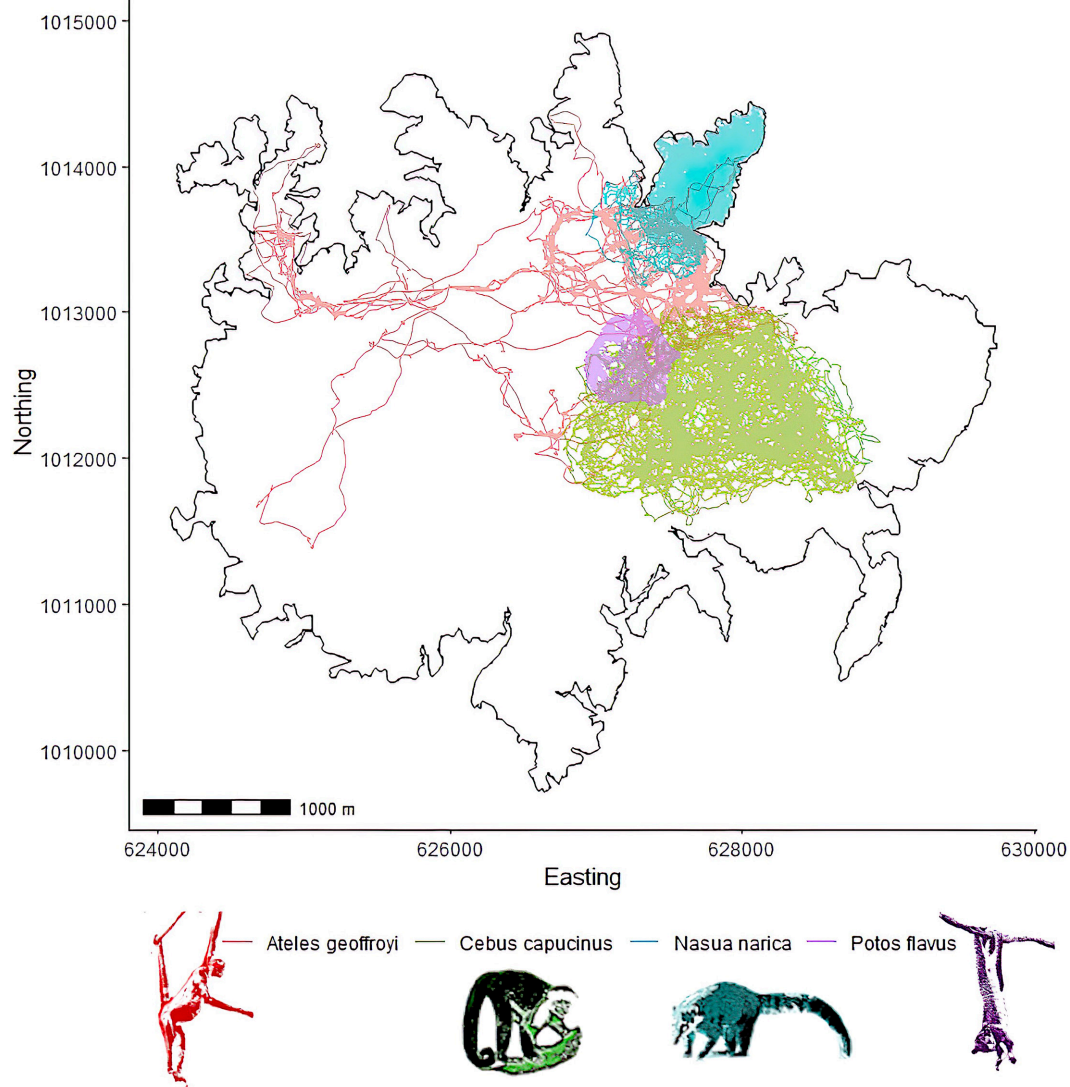 1015000
1014000
1013000
1012000
1011000
1010000
Northing
1000 m
624000 626000 628000 630000
Easting
Ateles geoffroyi Cebus capucinus Nasua narica Potos flavus